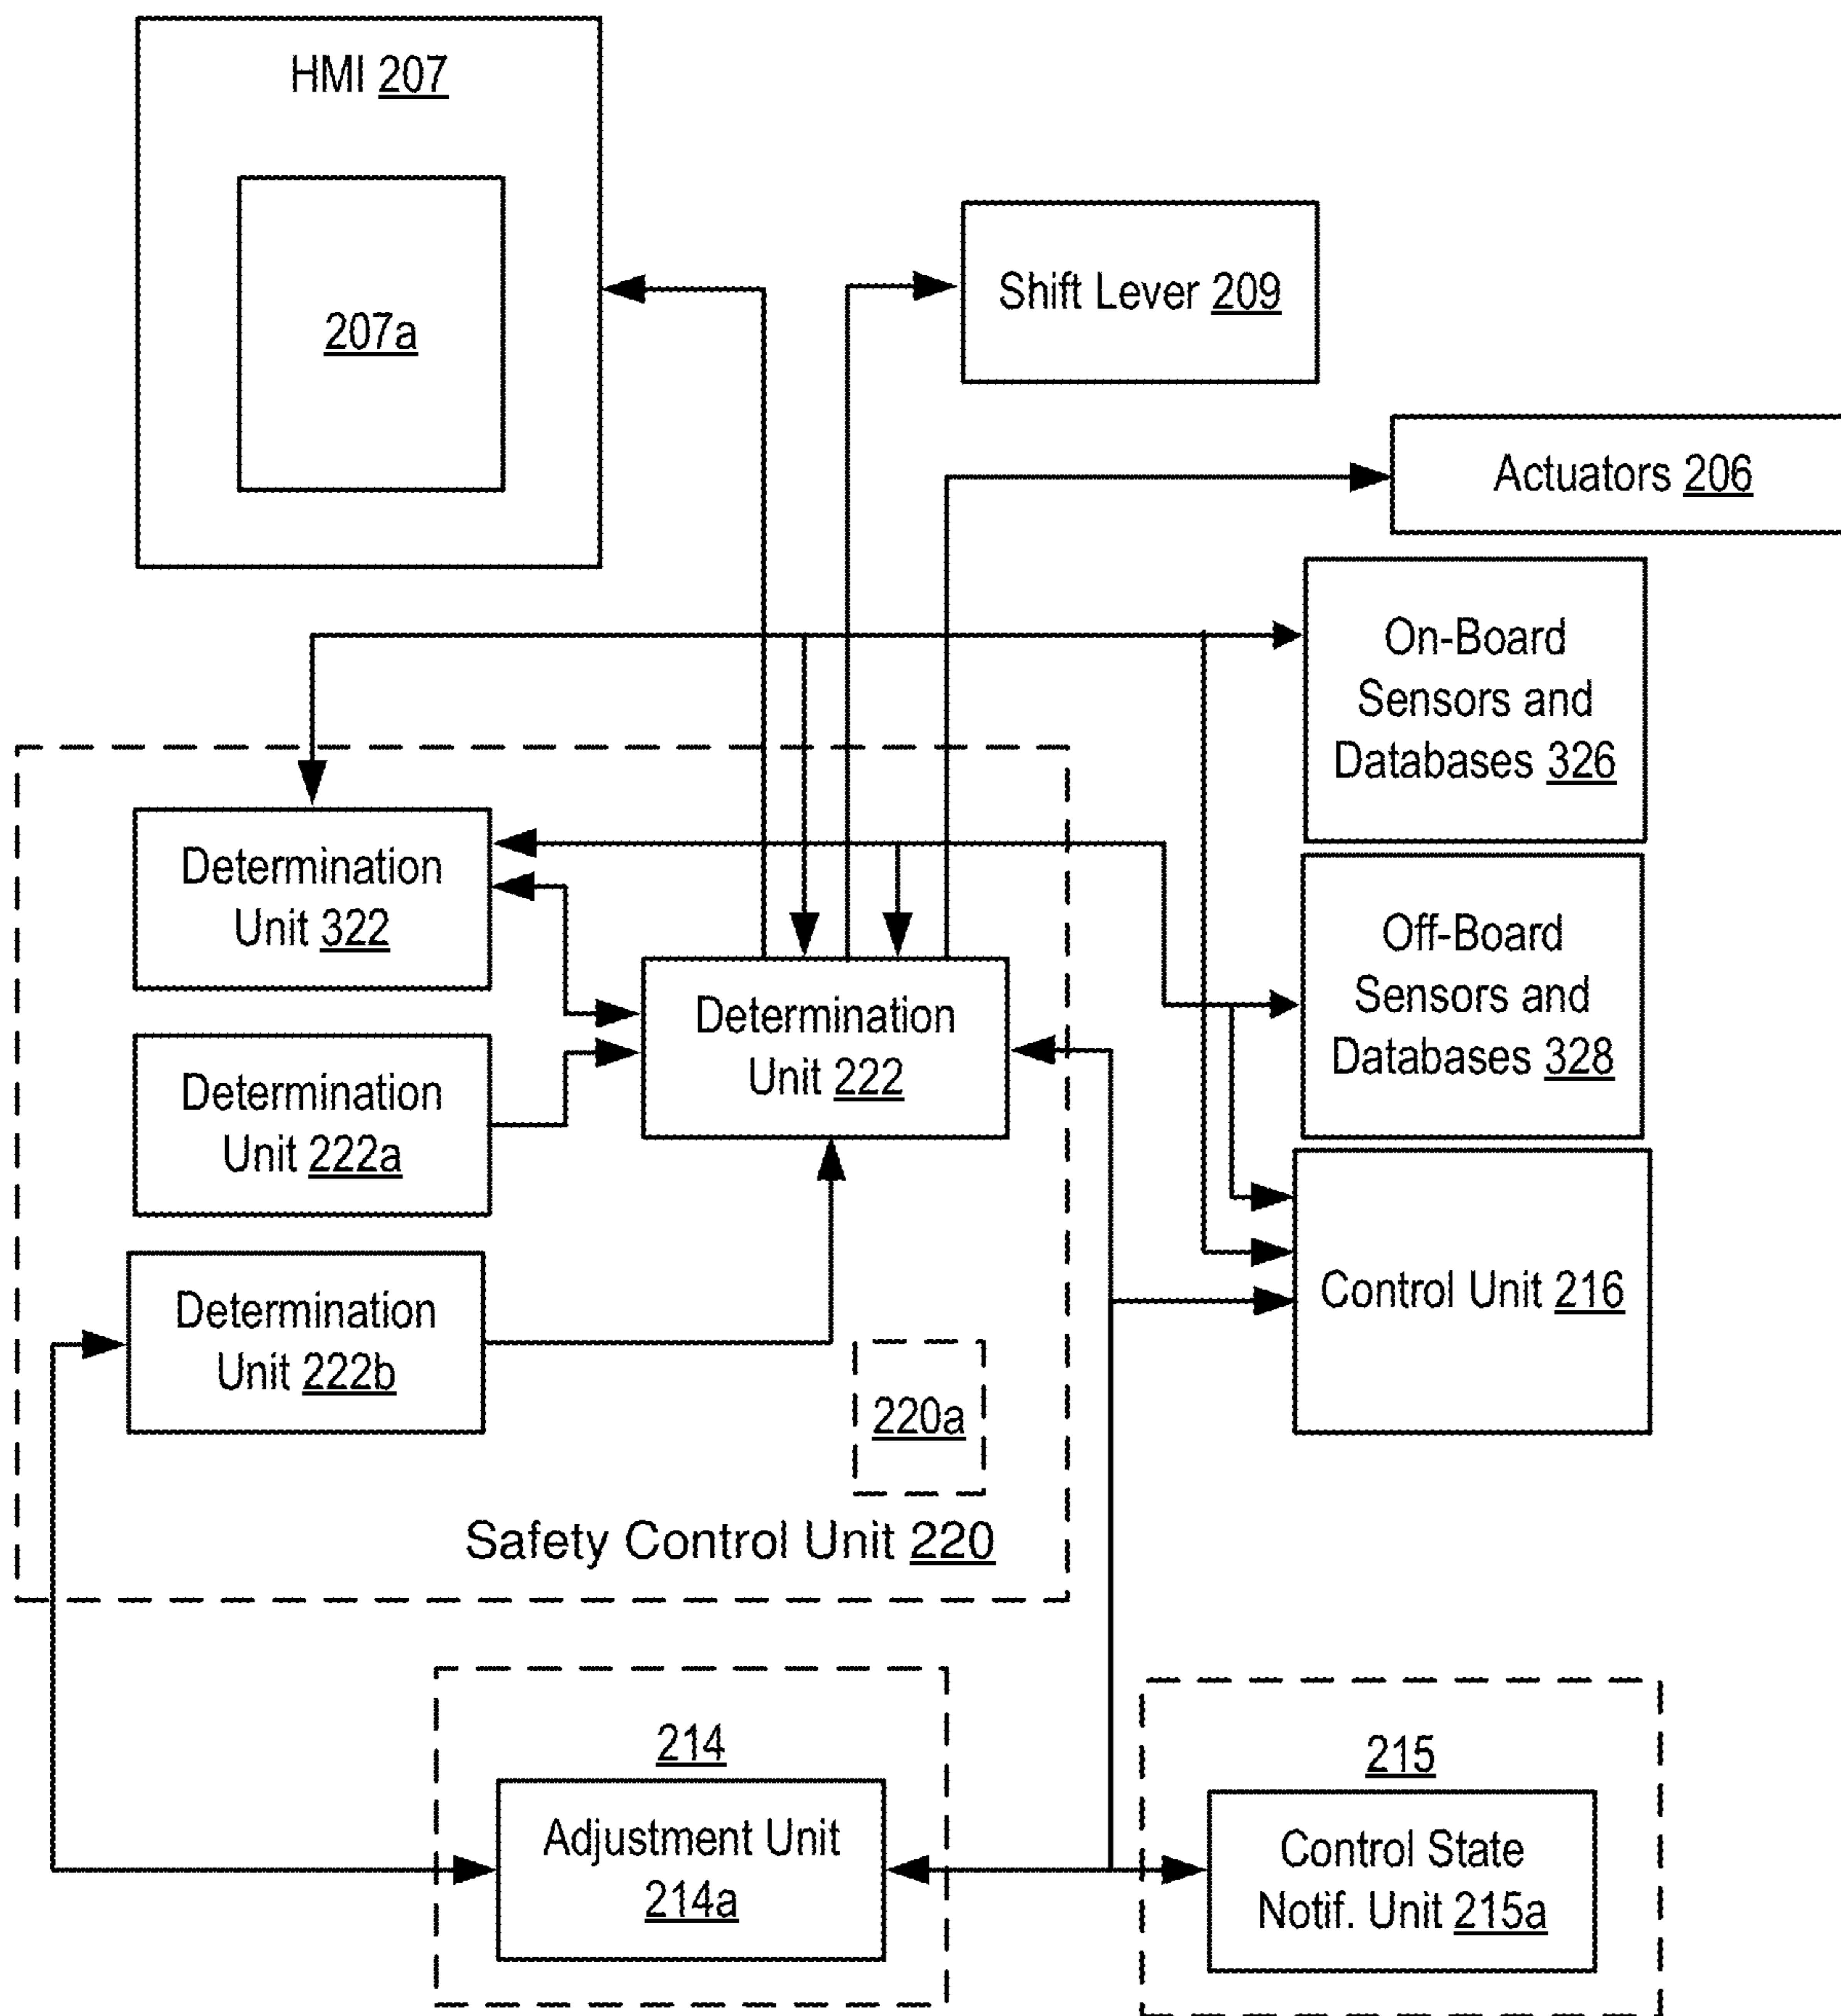 HMI 207
207a
Shift Lever 209
Actuators 206
On-Board
Sensors and
Databases 326
Determination
Unit 322
Off-Board
Sensors and
Databases 328
Determination
Unit 222
Determination
Unit 222a
Control Unit 216
Determination
Unit 222b
220a
Safety Control Unit 220
214
Adjustment Unit
214a
215
Control State
Notif. Unit 215a